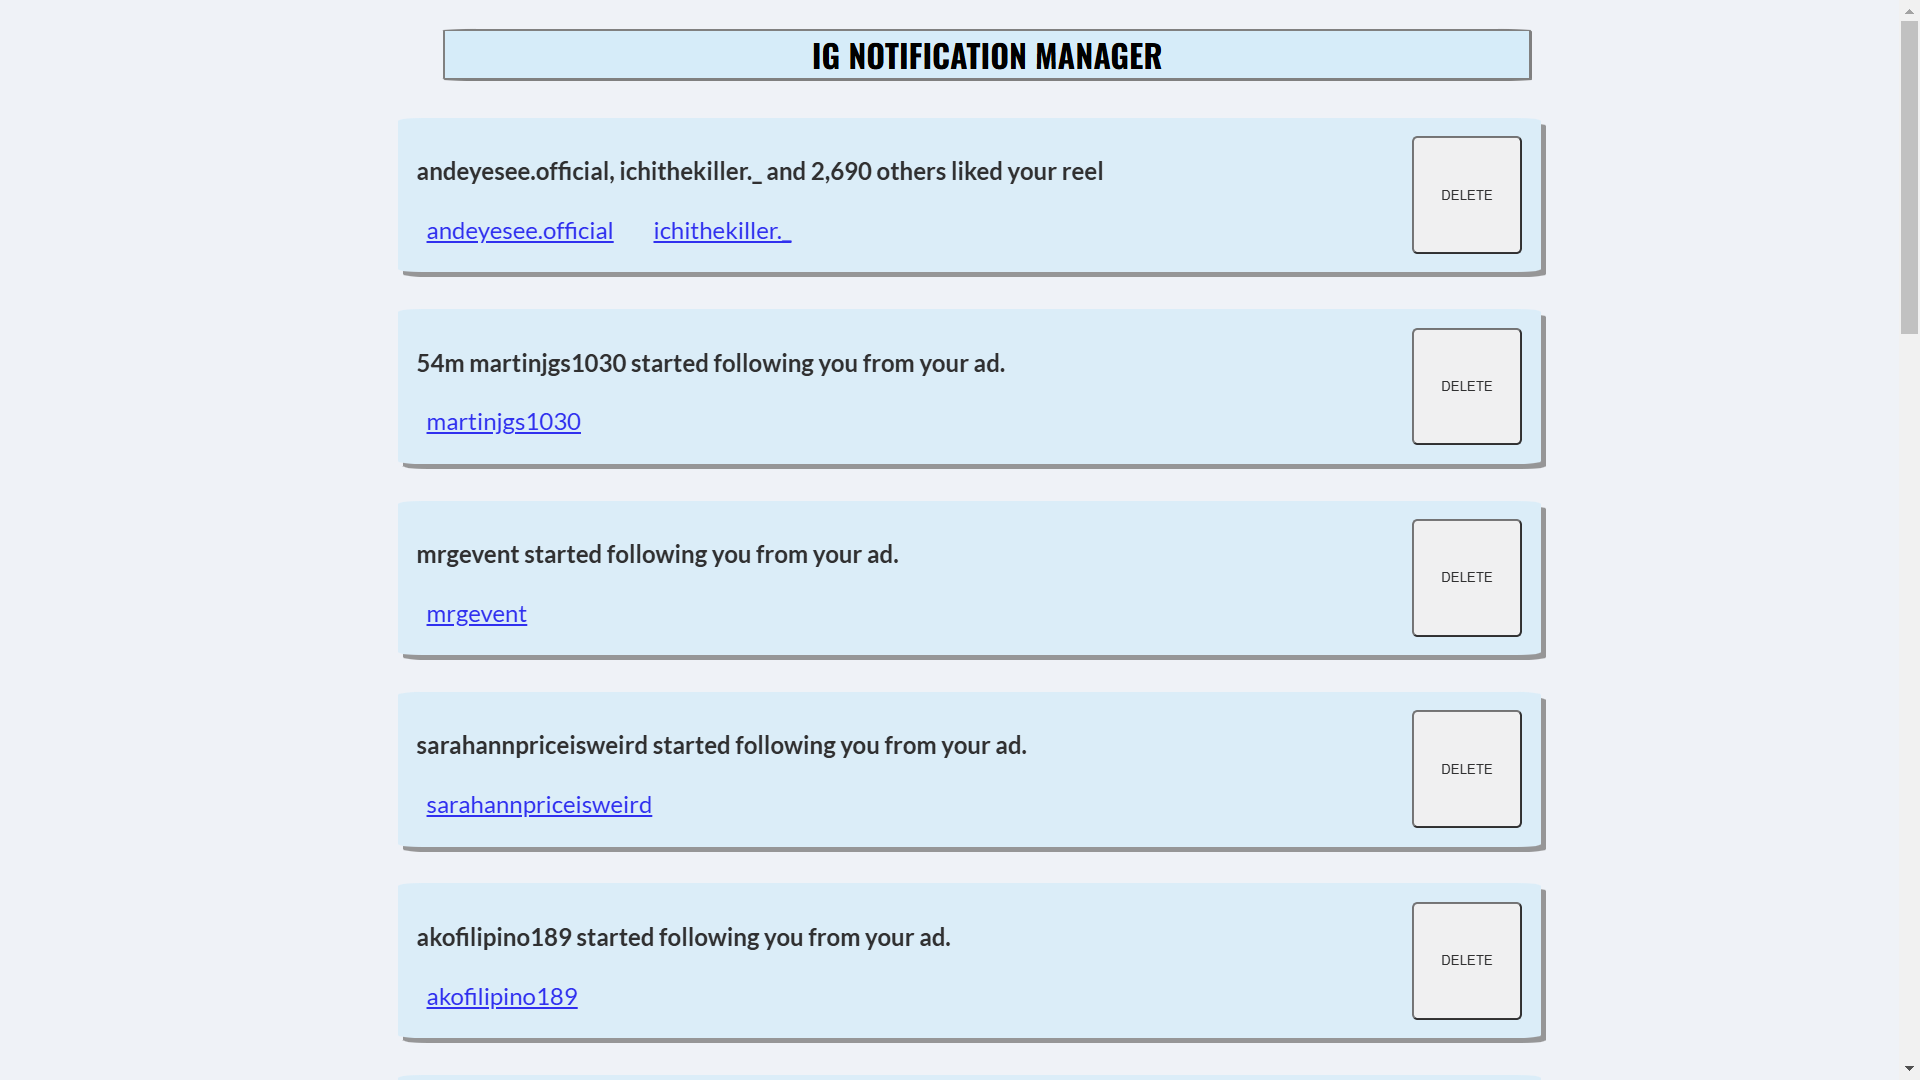 IG NOTIFICATION MANAGER
andeyesee.official, ichithekiller._ and 2,690 others liked your reel
DELETE
andeyesee.official ichithekiller._
54m martinjgs1030 started following you from your ad.
DELETE
martinjgs1030
mrgevent started following you from your ad.
DELETE
mrgevent
sarahannpriceisweird started following you from your ad.
DELETE
sarahannpriceisweird
akofilipino189 started following you from your ad.
DELETE
akofilipino189